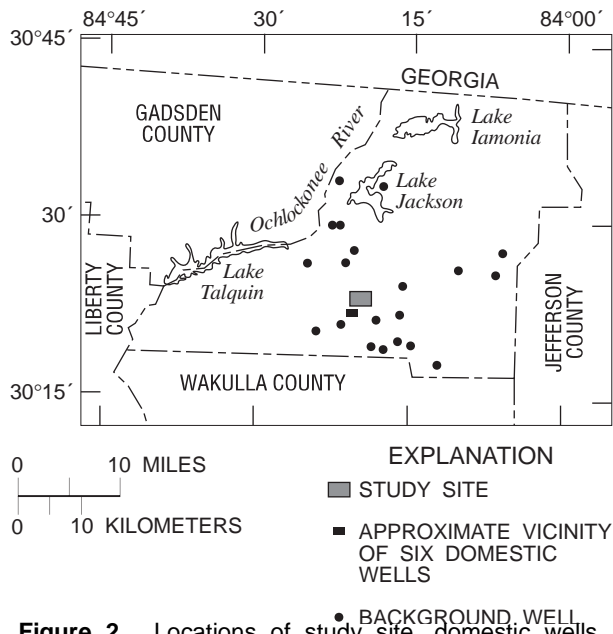 84°45´ 30´ 15´ 84°00´
30°45´
GEORGIA
GADSDEN
COUNTY
Ochlockonee River
Lake
Iamonia
Lake
Jackson
30´
LIBERTY
COUNTY
Lake
Talquin
JEFFERSON
COUNTY
WAKULLA COUNTY
30°15´
0 10 MILES
0 10 KILOMETERS
EXPLANATION
STUDY SITE
APPROXIMATE VICINITY
OF SIX DOMESTIC
WELLS
BACKGROUND WELL
Figure 2. Locations of study site, domestic wells,